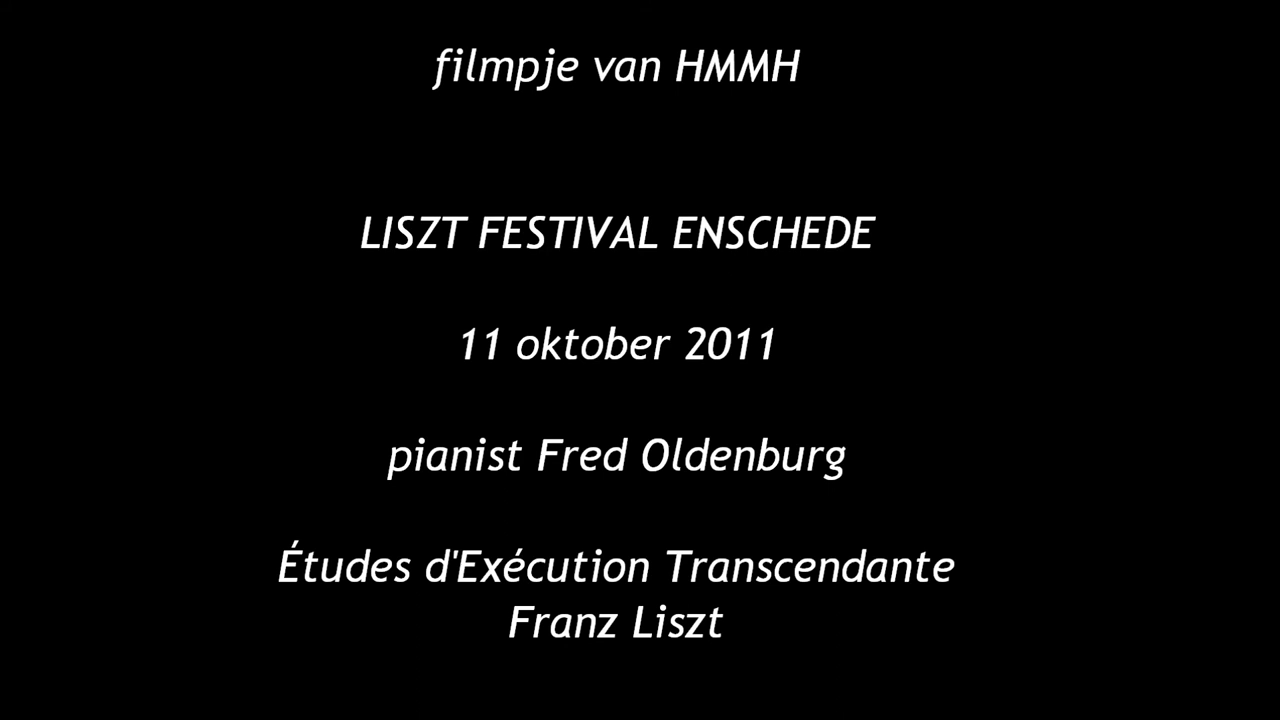 filmpje van HMMH
LISZT FESTIVAL ENSCHEDE
11 oktober 2011
pianist Fred Oldenburg
Études d'Exécution Transcendante
Franz Liszt